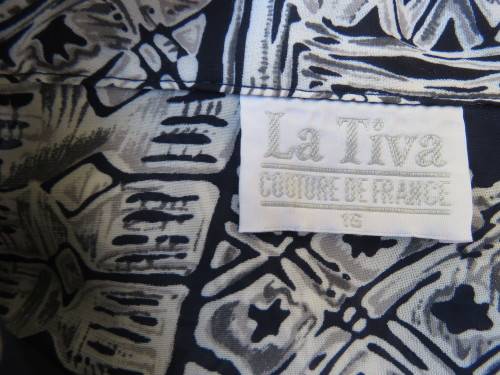 La Tiva
COUTURE DE FRANCE
16